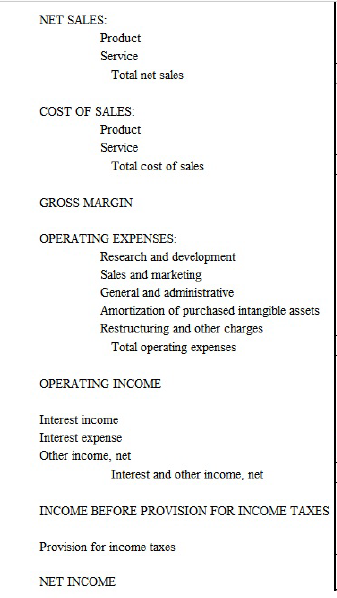 NET SALES:
Product
Service
Total net sales
COST OF SALES:
Product
Service
Total cost of sales
GROSS MARGIN
OPERATING EXPENSES:
Research and development
Sales and marketing
General and administrative
Amortization of purchased intangible assets
Restructuring and other charges
Total operating expenses
OPERATING INCOME
Interest income
Interest expense
Other income, net
Interest and other income, net
INCOME BEFORE PROVISION FOR INCOME TAXES
Provision for income taxes
NET INCOME